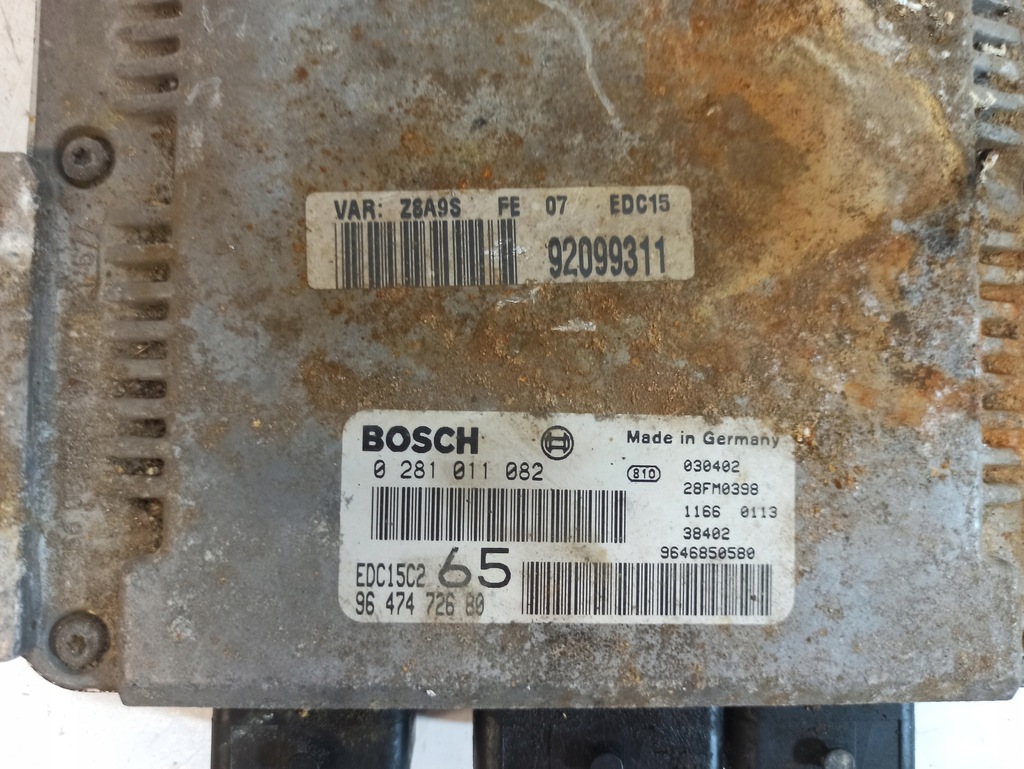 VAR: Z8A9S FE 07 EDC15
92099311
BOSCH Made in Germany
0 281 011 082 810 030402
28FM0398
1166 0113
38402
9646850580
EDC15C2 65
96 474 726 80